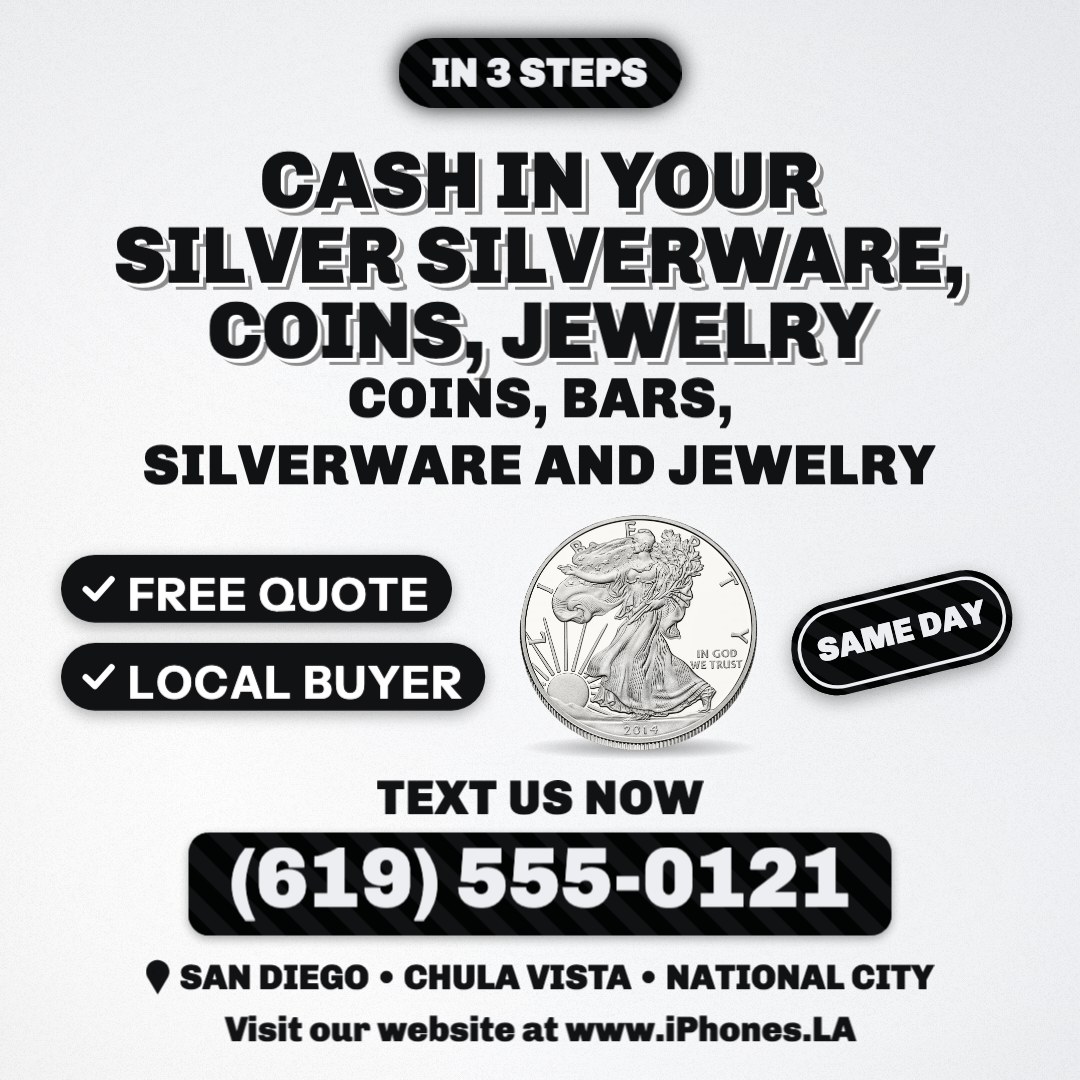 IN 3 STEPS
CASH IN YOUR
SILVER SILVERWARE,
COINS, JEWELRY
COINS, BARS,
SILVERWARE AND JEWELRY
FREE QUOTE
LOCAL BUYER
LIBERTY
IN GOD
WE TRUST
2014
SAME DAY
TEXT US NOW
(619) 555-0121
SAN DIEGO • CHULA VISTA • NATIONAL CITY
Visit our website at www.iPhones.LA